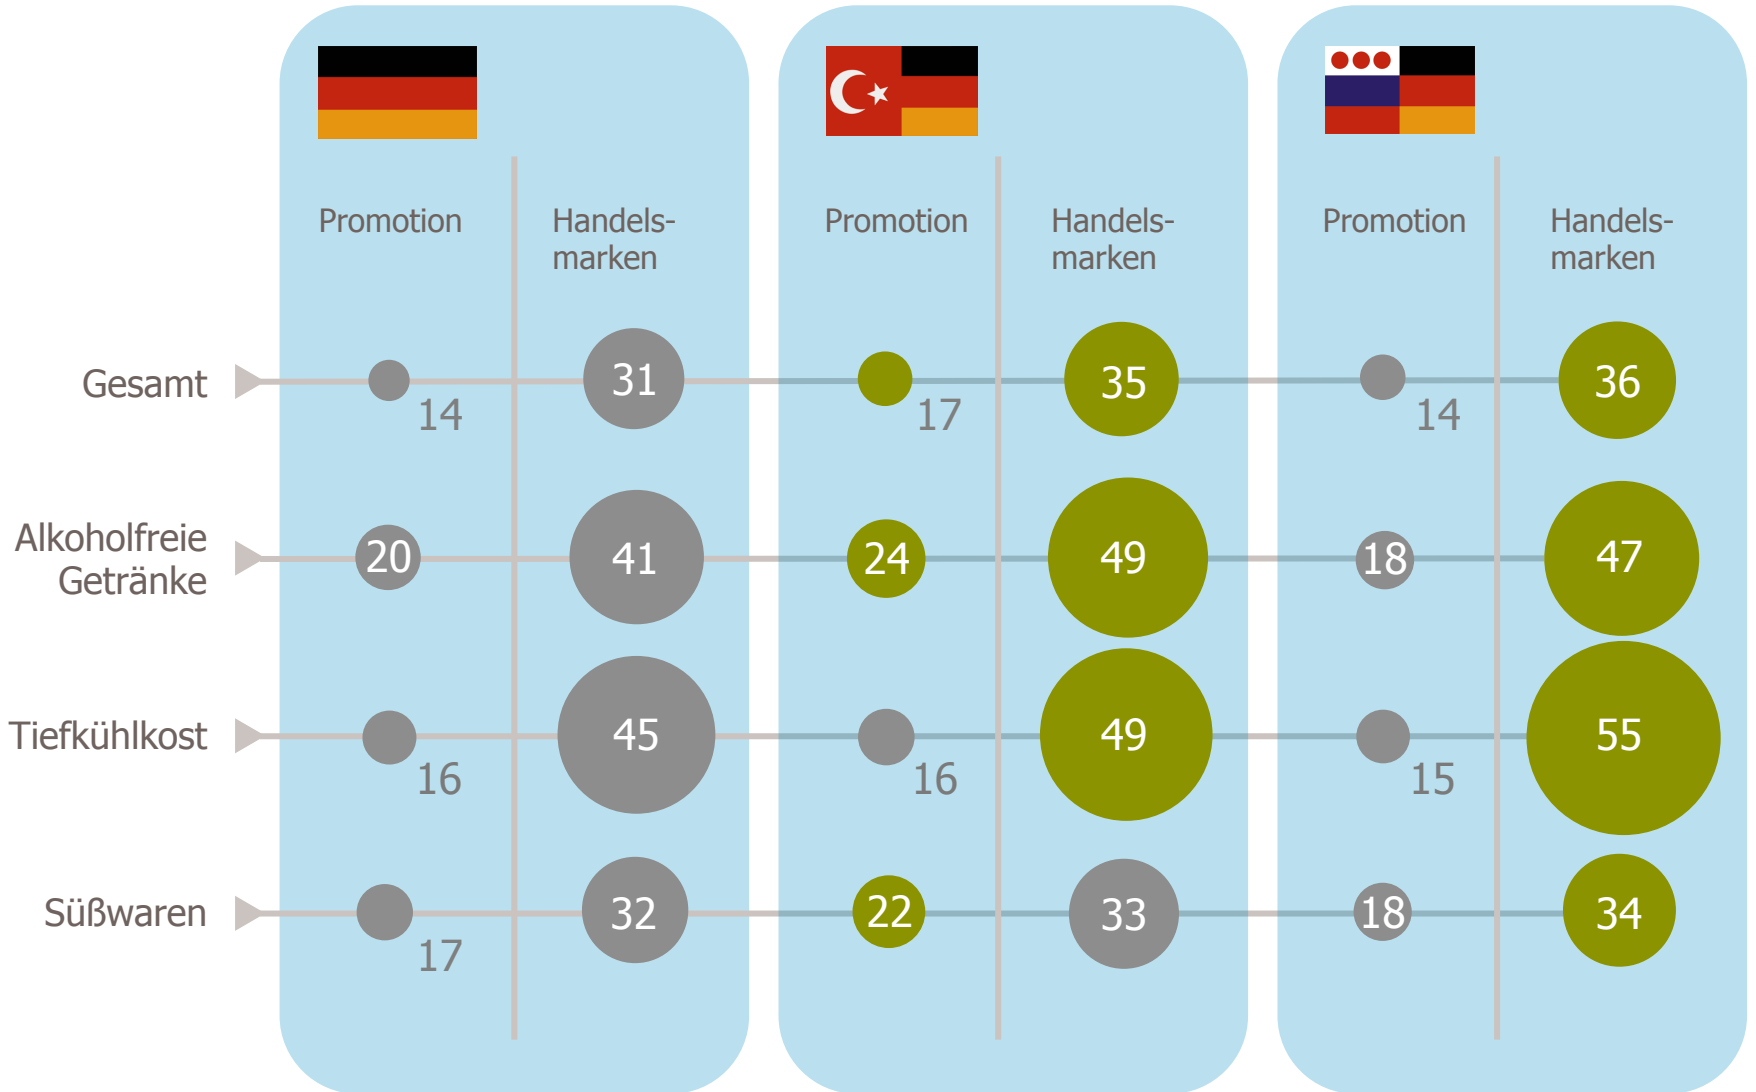 Promotion
Handels-
marken
Promotion
Handels-
marken
Promotion
Handels-
marken
Gesamt
14
31
17
35
14
36
Alkoholfreie
Getränke
20
41
24
49
18
47
Tiefkühlkost
16
45
16
49
15
55
Süßwaren
17
32
22
33
18
34